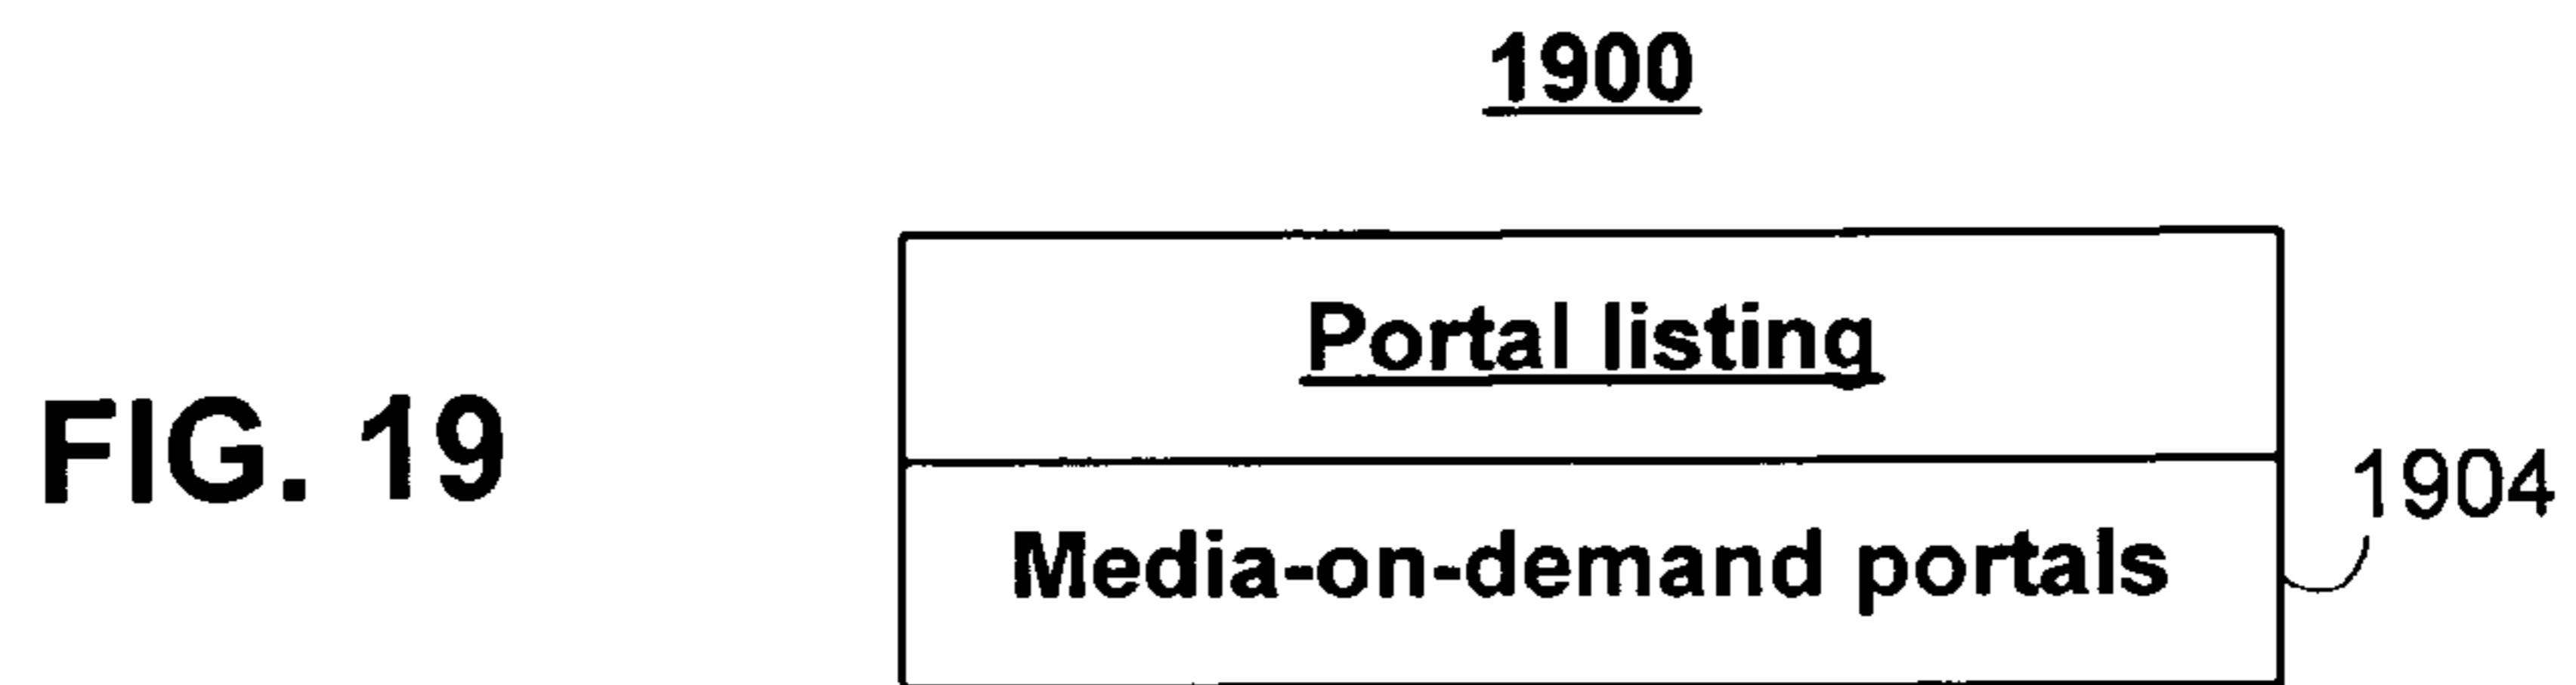 1900
Portal listing
FIG. 19
1904
Media-on-demand portals